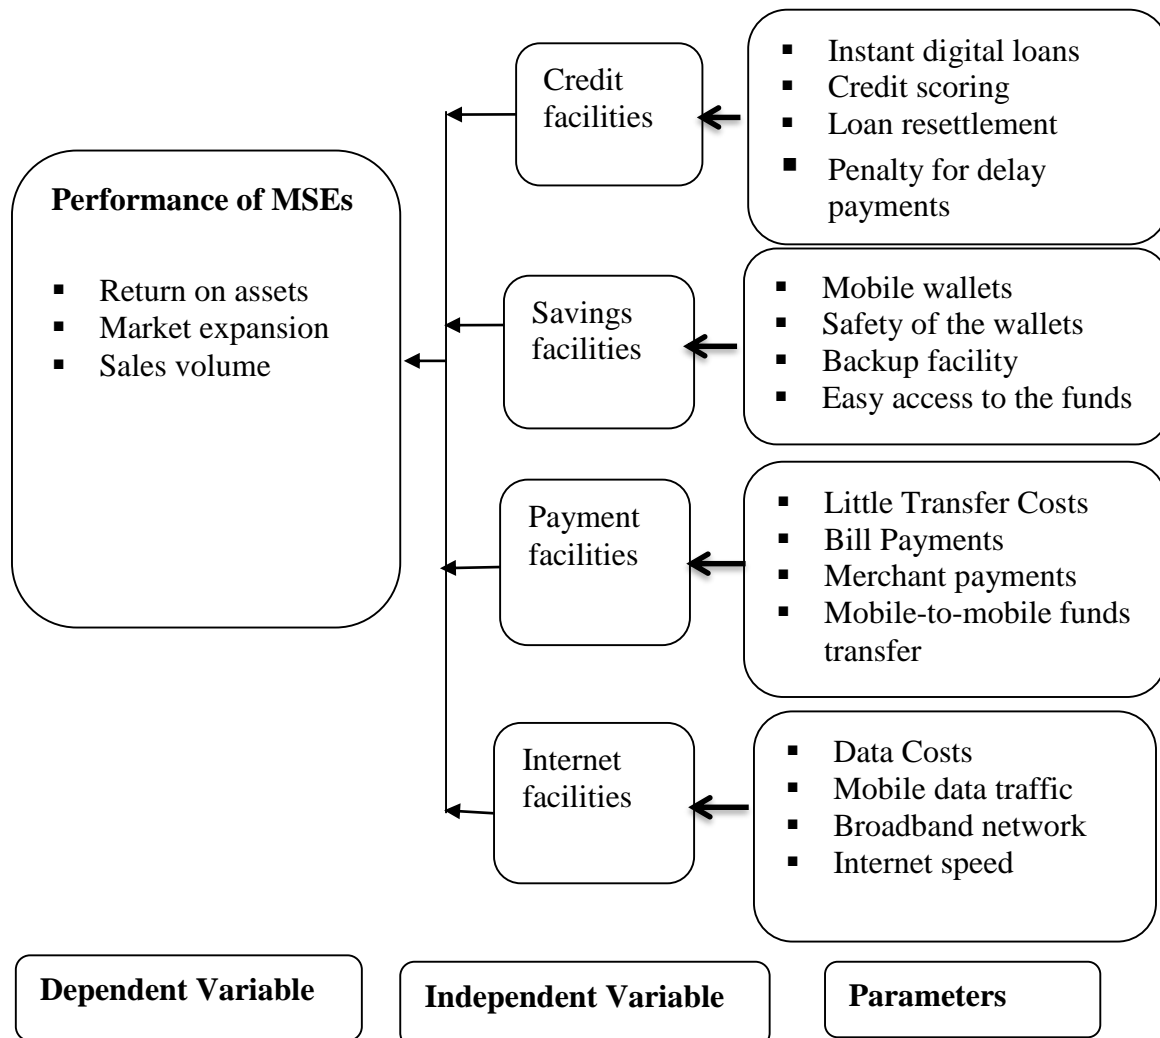 Performance of MSEs
▪ Return on assets
▪ Market expansion
▪ Sales volume
Credit
facilities
▪ Instant digital loans
▪ Credit scoring
▪ Loan resettlement
▪ Penalty for delay
payments
Savings
facilities
▪ Mobile wallets
▪ Safety of the wallets
▪ Backup facility
▪ Easy access to the funds
Payment
facilities
▪ Little Transfer Costs
▪ Bill Payments
▪ Merchant payments
▪ Mobile-to-mobile funds
transfer
Internet
facilities
▪ Data Costs
▪ Mobile data traffic
▪ Broadband network
▪ Internet speed
Dependent Variable
Independent Variable
Parameters